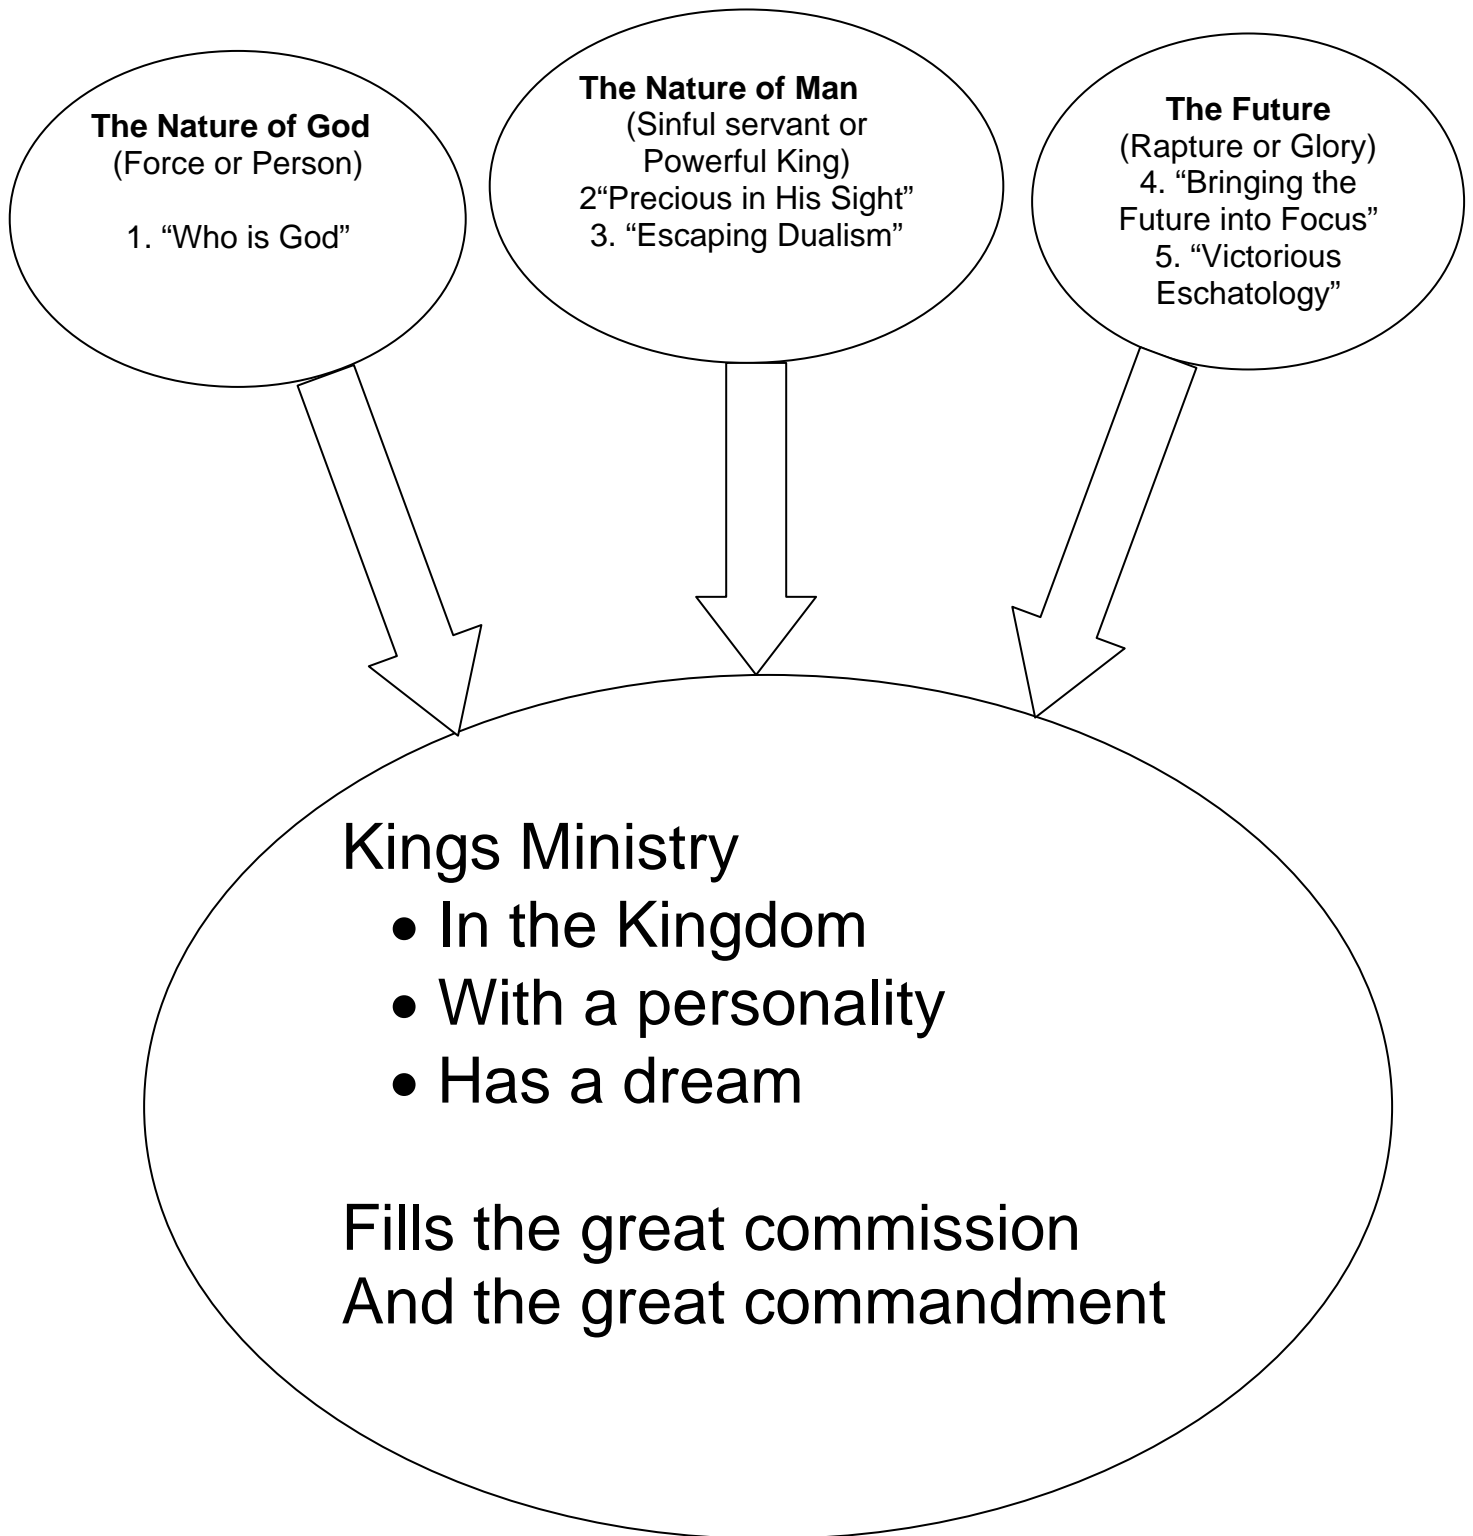 The Nature of God
(Force or Person)
1. “Who is God”
The Nature of Man
(Sinful servant or
Powerful King)
2“Precious in His Sight”
3. “Escaping Dualism”
The Future
(Rapture or Glory)
4. “Bringing the
Future into Focus”
5. “Victorious
Eschatology”
Kings Ministry
• In the Kingdom
• With a personality
• Has a dream
Fills the great commission
And the great commandment